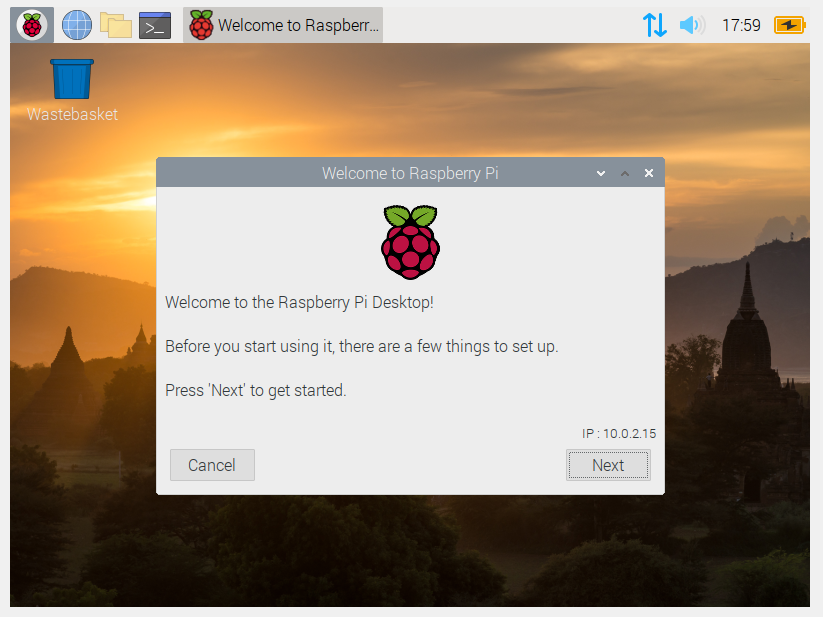 Welcome to Raspberr...
17:59
Wastebasket
Welcome to Raspberry Pi
Welcome to the Raspberry Pi Desktop!
Before you start using it, there are a few things to set up.
Press 'Next' to get started.
IP : 10.0.2.15
Cancel
Next